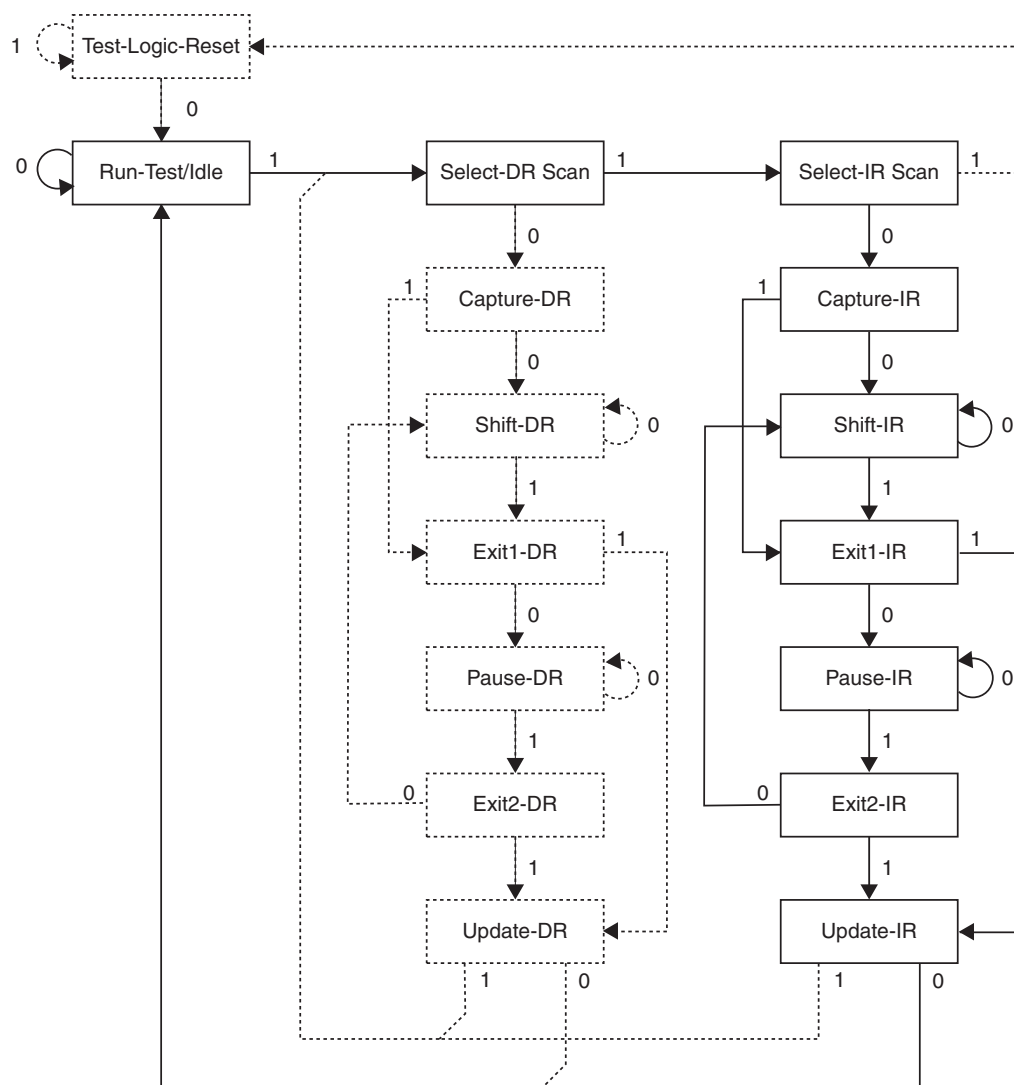 1 Test-Logic-Reset
0
0 Run-Test/Idle 1 Select-DR Scan 1 Select-IR Scan 1
0 0
1 Capture-DR 1 Capture-IR
0 0
Shift-DR 0 Shift-IR 0
1 1
Exit1-DR 1 Exit1-IR 1
0 0
Pause-DR 0 Pause-IR 0
1 1
0 Exit2-DR 0 Exit2-IR
1 1
Update-DR Update-IR
1 0 1 0